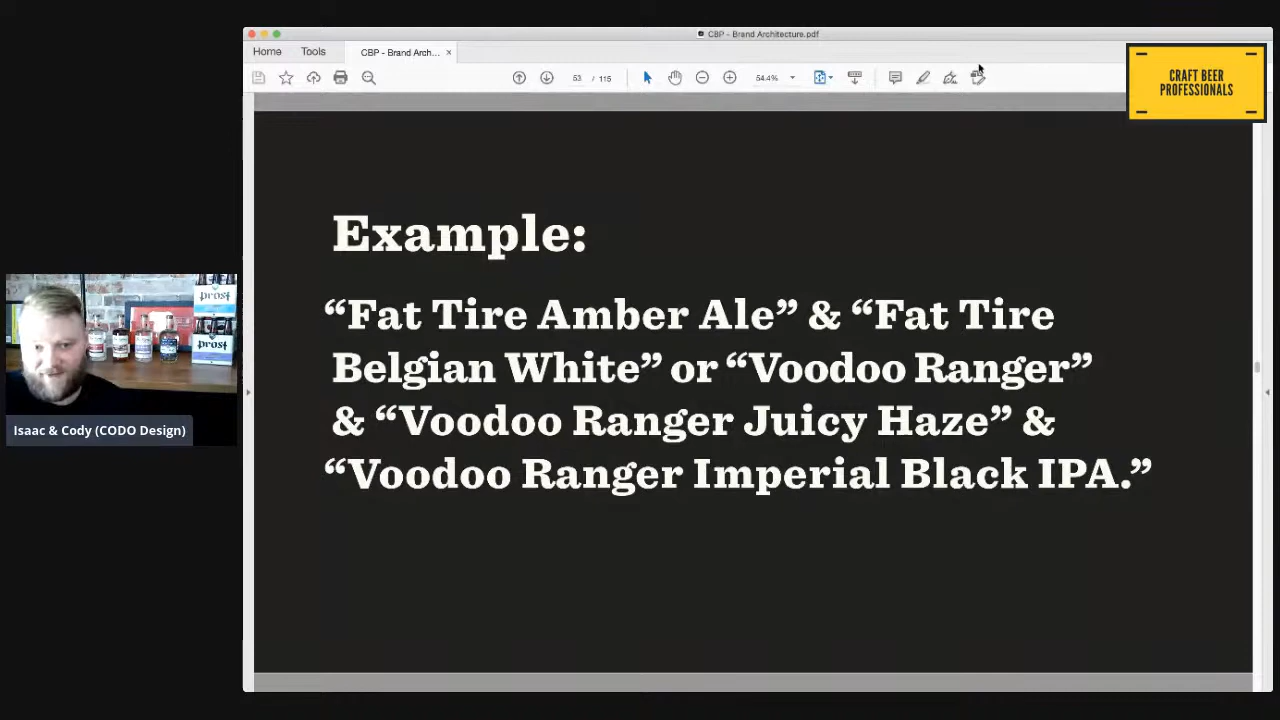 CBP - Brand Architecture.pdf
Home Tools CBP - Brand Arch... ×
53 / 115 54.4%
CRAFT BEER
PROFESSIONALS
Example:
“Fat Tire Amber Ale” & “Fat Tire
Belgian White” or “Voodoo Ranger”
& “Voodoo Ranger Juicy Haze” &
“Voodoo Ranger Imperial Black IPA.”
prost
prost
Isaac & Cody (CODO Design)